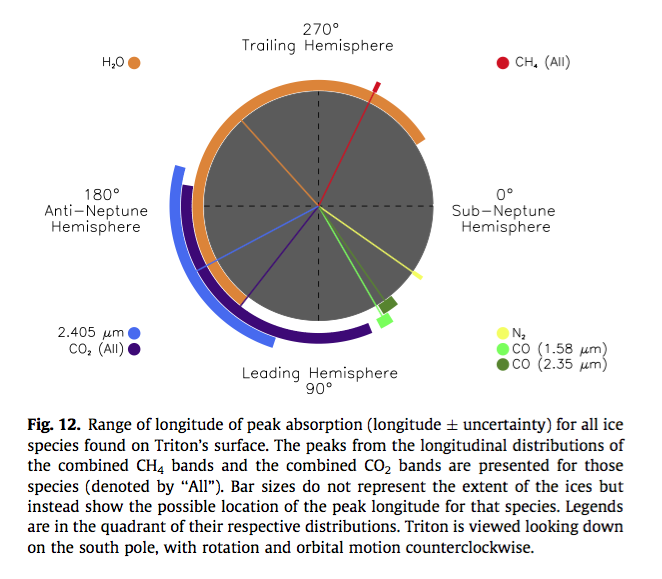 270°
Trailing Hemisphere
H₂O
CH₄ (All)
180°
Anti-Neptune
Hemisphere
0°
Sub-Neptune
Hemisphere
2.405 μm
CO₂ (All)
N₂
CO (1.58 μm)
CO (2.35 μm)
Leading Hemisphere
90°
Fig. 12. Range of longitude of peak absorption (longitude ± uncertainty) for all ice
species found on Triton's surface. The peaks from the longitudinal distributions of
the combined CH₄ bands and the combined CO₂ bands are presented for those
species (denoted by “All”). Bar sizes do not represent the extent of the ices but
instead show the possible location of the peak longitude for that species. Legends
are in the quadrant of their respective distributions. Triton is viewed looking down
on the south pole, with rotation and orbital motion counterclockwise.